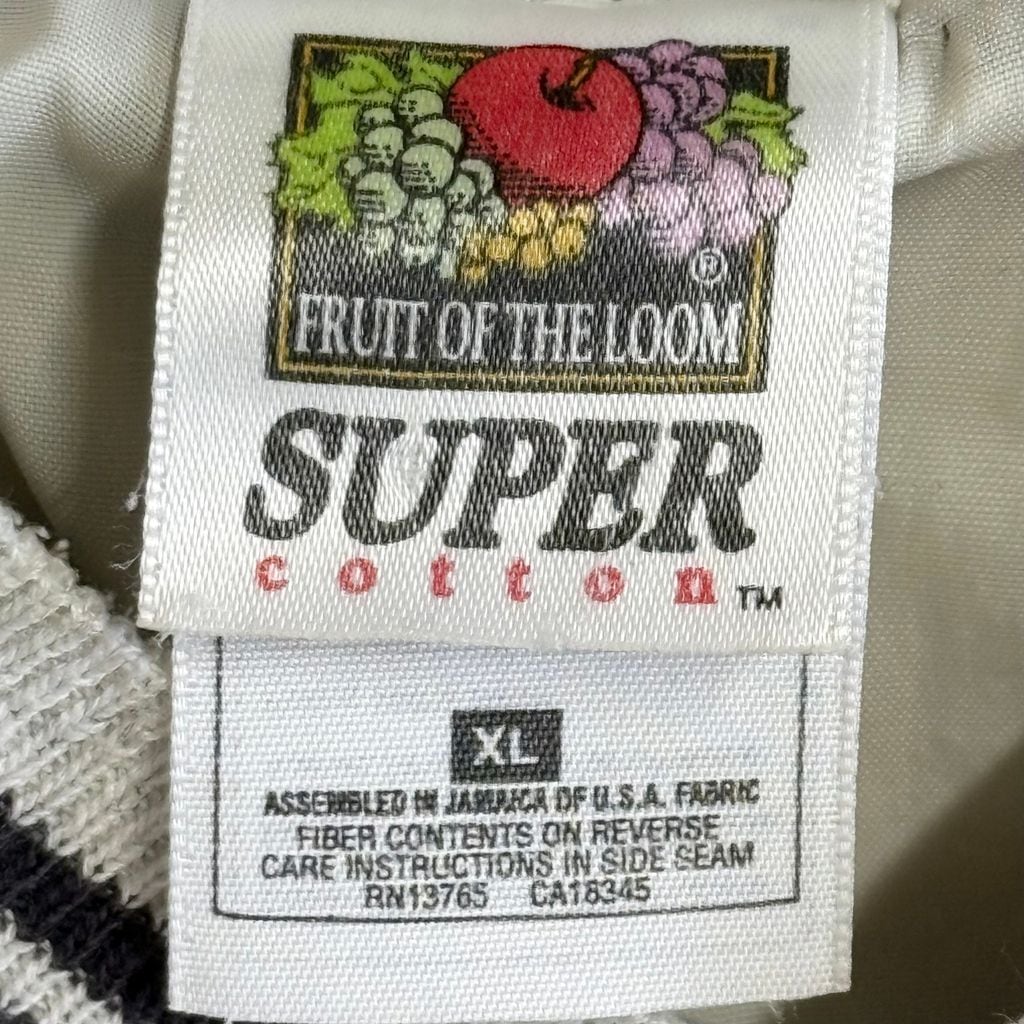 ®
FRUIT OF THE LOOM
SUPER
cotton™
XL
ASSEMBLED IN JAMAICA OF U.S.A. FABRIC
FIBER CONTENTS ON REVERSE
CARE INSTRUCTIONS IN SIDE SEAM
RN13765 CA18345